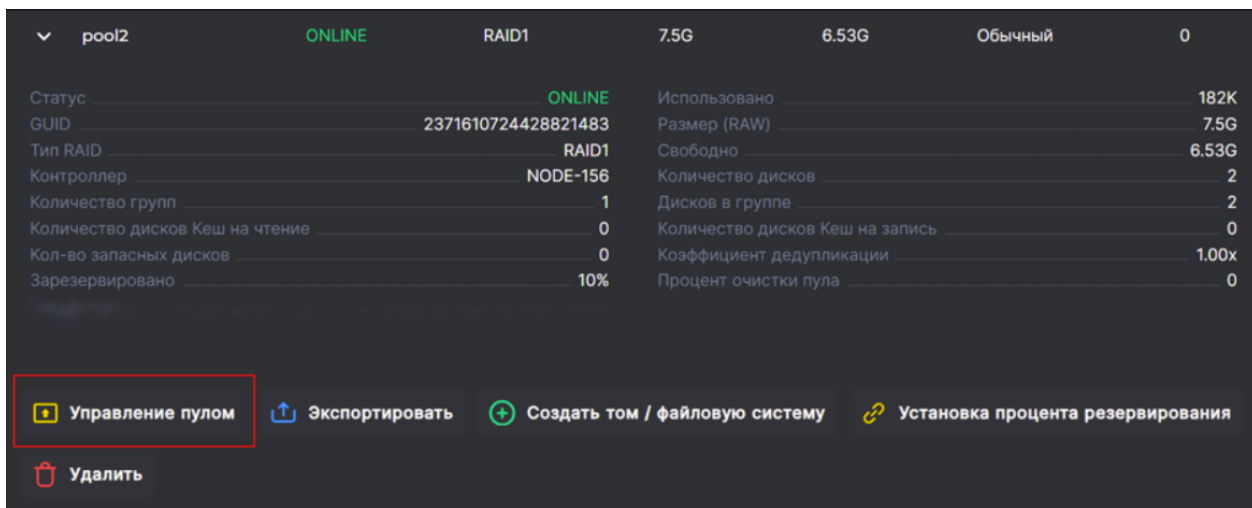 pool2 ONLINE RAID1 7.5G 6.53G Обычный 0
Статус ONLINE Использовано 182K
GUID 2371610724428821483 Размер (RAW) 7.5G
Тип RAID RAID1 Свободно 6.53G
Контроллер NODE-156 Количество дисков 2
Количество групп 1 Дисков в группе 2
Количество дисков Кеш на чтение 0 Количество дисков Кеш на запись 0
Кол-во запасных дисков 0 Коэффициент дедупликации 1.00x
Зарезервировано 10% Процент очистки пула 0
Управление пулом Экспортировать Создать том / файловую систему Установка процента резервирования
Удалить